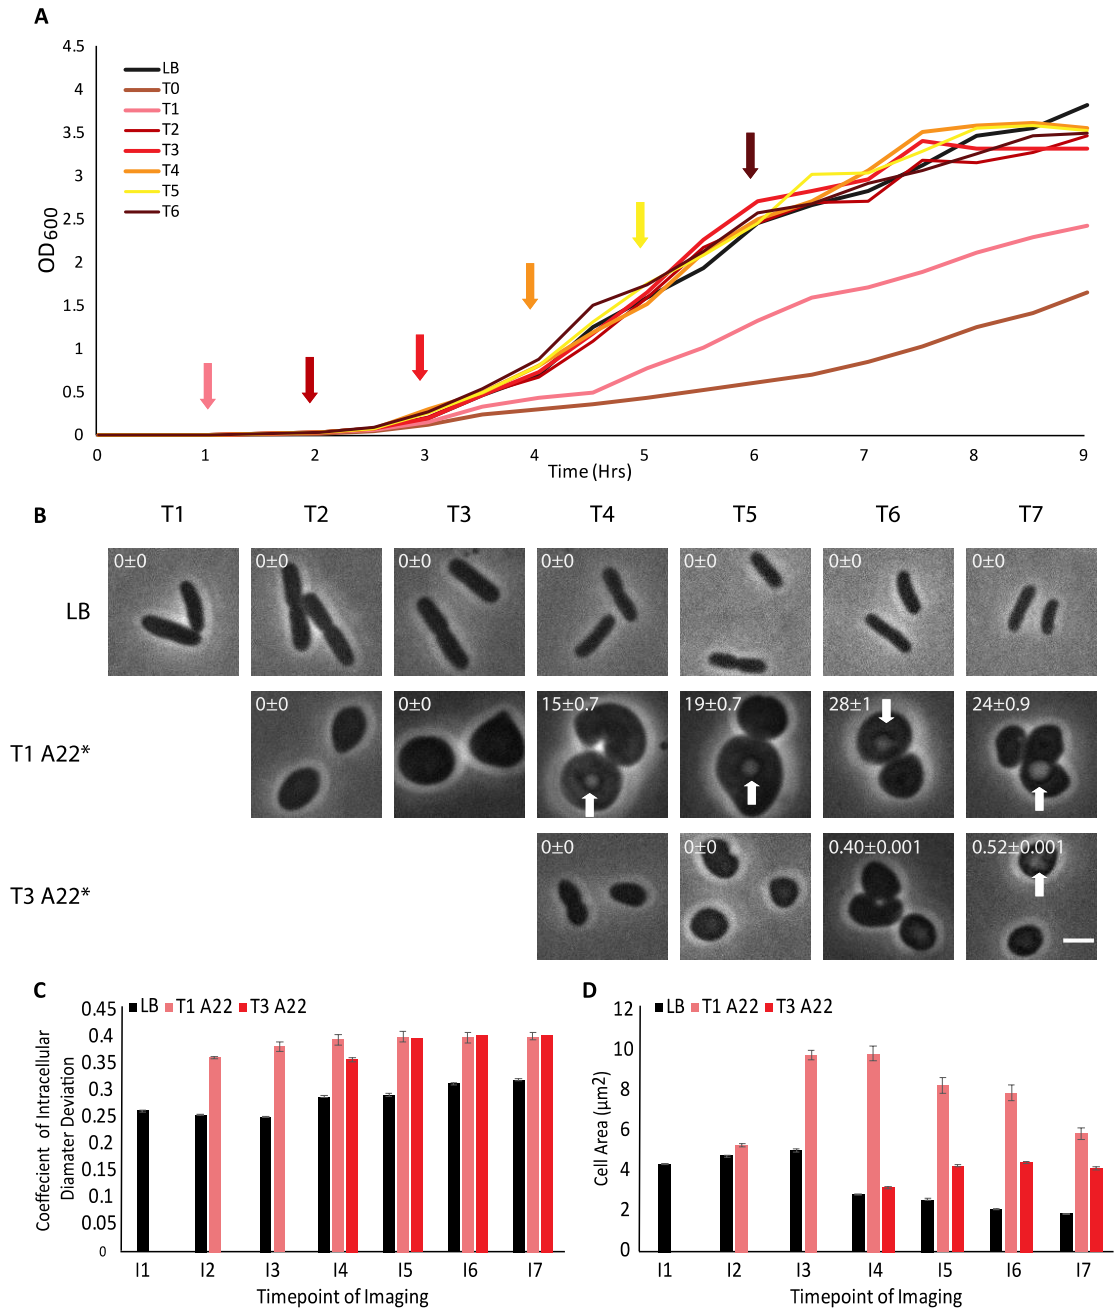 A
4.5
4
3.5
3
2.5
2
1.5
1
0.5
0
OD600
LB
T0
T1
T2
T3
T4
T5
T6
0 1 2 3 4 5 6 7 8 9
Time (Hrs)
B
T1 T2 T3 T4 T5 T6 T7
LB
0±0 0±0 0±0 0±0 0±0 0±0 0±0
T1 A22*
0±0 0±0 15±0.7 19±0.7 28±1 24±0.9
T3 A22*
0±0 0±0 0.40±0.001 0.52±0.001
C
LB T1 A22 T3 A22
0.45
0.4
0.35
0.3
0.25
0.2
0.15
0.1
0.05
0
Coeffecient of Intracellular
Diamater Deviation
I1 I2 I3 I4 I5 I6 I7
Timepoint of Imaging
D
LB T1 A22 T3 A22
12
10
8
6
4
2
0
Cell Area (μm2)
I1 I2 I3 I4 I5 I6 I7
Timepoint of Imaging